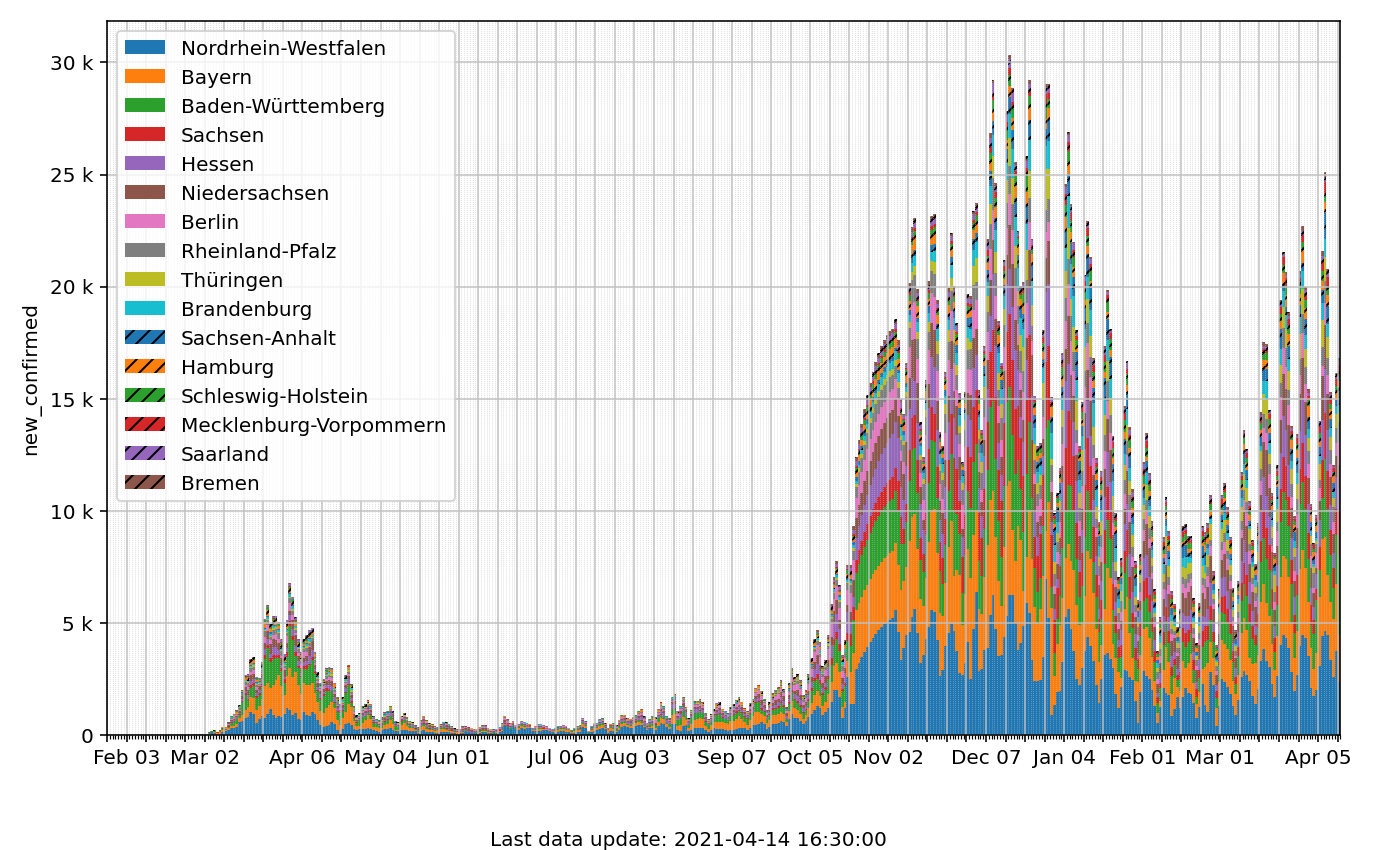 new_confirmed
30 k
25 k
20 k
15 k
10 k
5 k
0
Nordrhein-Westfalen
Bayern
Baden-Württemberg
Sachsen
Hessen
Niedersachsen
Berlin
Rheinland-Pfalz
Thüringen
Brandenburg
Sachsen-Anhalt
Hamburg
Schleswig-Holstein
Mecklenburg-Vorpommern
Saarland
Bremen
Feb 03 Mar 02 Apr 06 May 04 Jun 01 Jul 06 Aug 03 Sep 07 Oct 05 Nov 02 Dec 07 Jan 04 Feb 01 Mar 01 Apr 05
Last data update: 2021-04-14 16:30:00